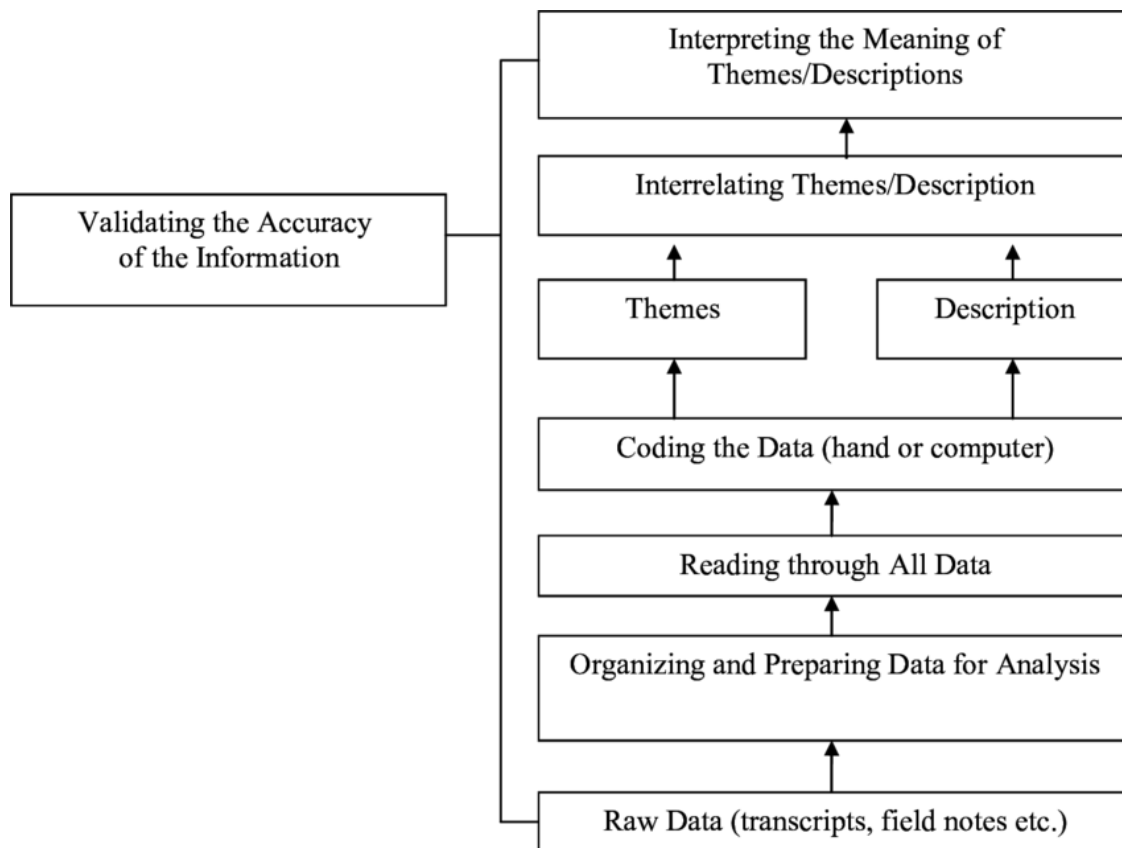 Interpreting the Meaning of
Themes/Descriptions
Interrelating Themes/Description
Validating the Accuracy
of the Information
Themes
Description
Coding the Data (hand or computer)
Reading through All Data
Organizing and Preparing Data for Analysis
Raw Data (transcripts, field notes etc.)